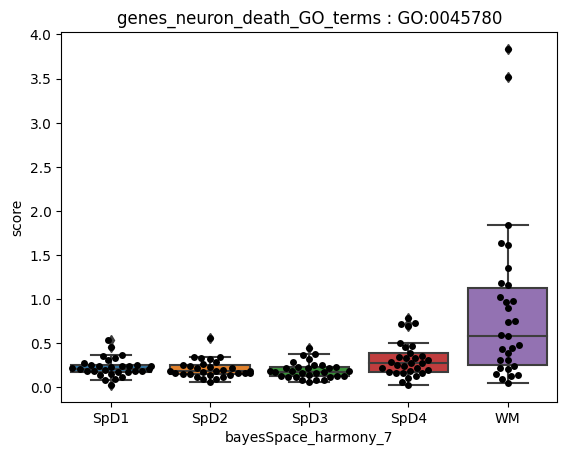 genes_neuron_death_GO_terms : GO:0045780
4.0
3.5
3.0
2.5
2.0
1.5
1.0
0.5
0.0
score
SpD1 SpD2 SpD3 SpD4 WM
bayesSpace_harmony_7